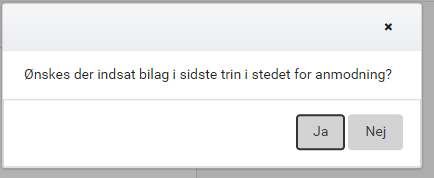 Ønskes der indsat bilag i sidste trin i stedet for anmodning?
Ja Nej